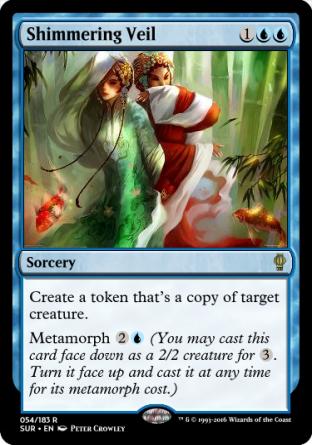 Shimmering Veil 1UU
Sorcery
Create a token that's a copy of target
creature.
Metamorph 2U (You may cast this
card face down as a 2/2 creature for 3.
Turn it face up and cast it at any time
for its metamorph cost.)
054/183 R
SUR • EN PETER CROWLEY
™ & © 1993-2016 Wizards of the Coast